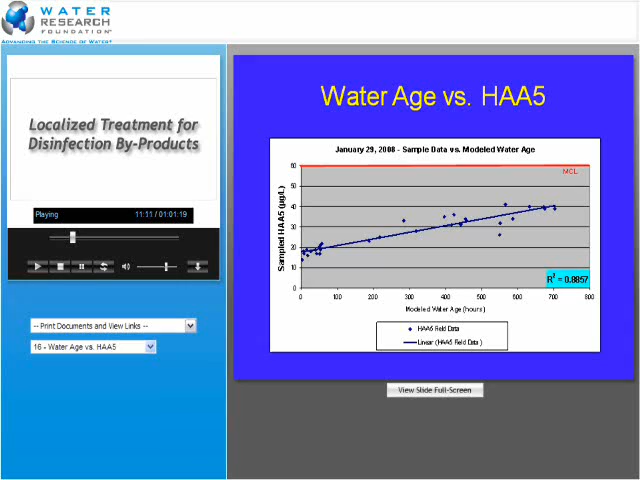 WATER
RESEARCH
FOUNDATION
ADVANCING THE SCIENCE OF WATER
Localized Treatment for
Disinfection By-Products
Playing 11:11 / 01:01:19
-- Print Documents and View Links --
16 - Water Age vs. HAA5
Water Age vs. HAA5
January 29, 2008 - Sample Data vs. Modeled Water Age
MCL
Sampled HAA5 (µg/L)
60
50
40
30
20
10
0
0 100 200 300 400 500 600 700 800
R² = 0.8857
Modeled Water Age (hours)
HAA5 Field Data
Linear (HAA5 Field Data)
View Slide Full-Screen